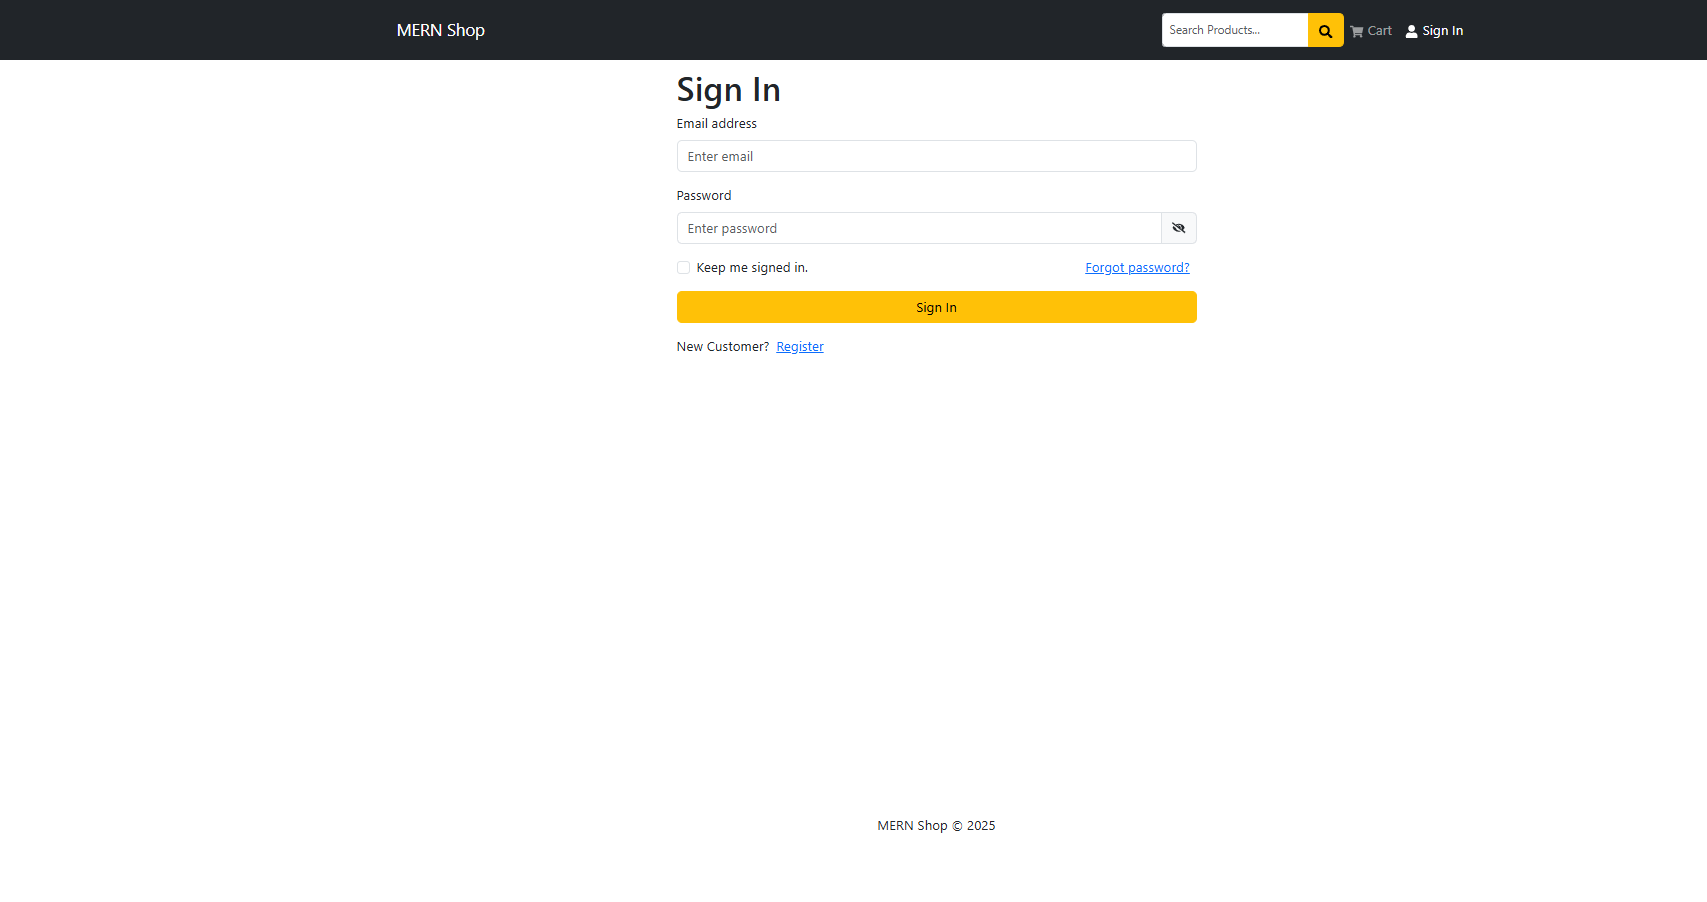 MERN Shop
Search Products...
Cart
Sign In
Sign In
Email address
Enter email
Password
Enter password
Keep me signed in.
Forgot password?
Sign In
New Customer? Register
MERN Shop © 2025